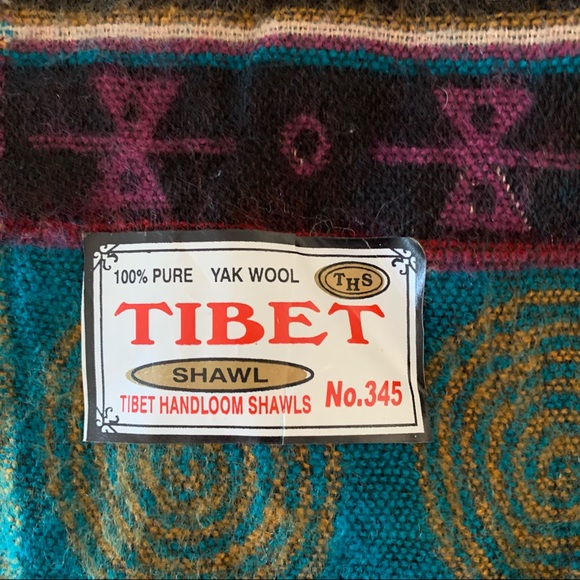 100% PURE YAK WOOL THS
TIBET
SHAWL
TIBET HANDLOOM SHAWLS No.345